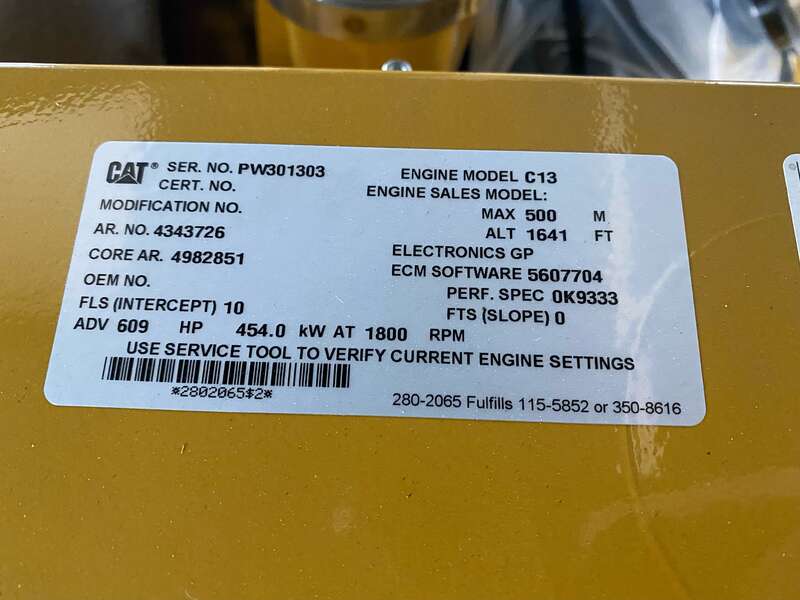 CAT® SER. NO. PW301303 ENGINE MODEL C13
CERT. NO. ENGINE SALES MODEL:
MODIFICATION NO. MAX 500 M
AR. NO. 4343726 ALT 1641 FT
CORE AR. 4982851 ELECTRONICS GP
OEM NO. ECM SOFTWARE 5607704
FLS (INTERCEPT) 10 PERF. SPEC 0K9333
FTS (SLOPE) 0
ADV 609 HP 454.0 kW AT 1800 RPM
USE SERVICE TOOL TO VERIFY CURRENT ENGINE SETTINGS
*2802065$2*
280-2065 Fulfills 115-5852 or 350-8616